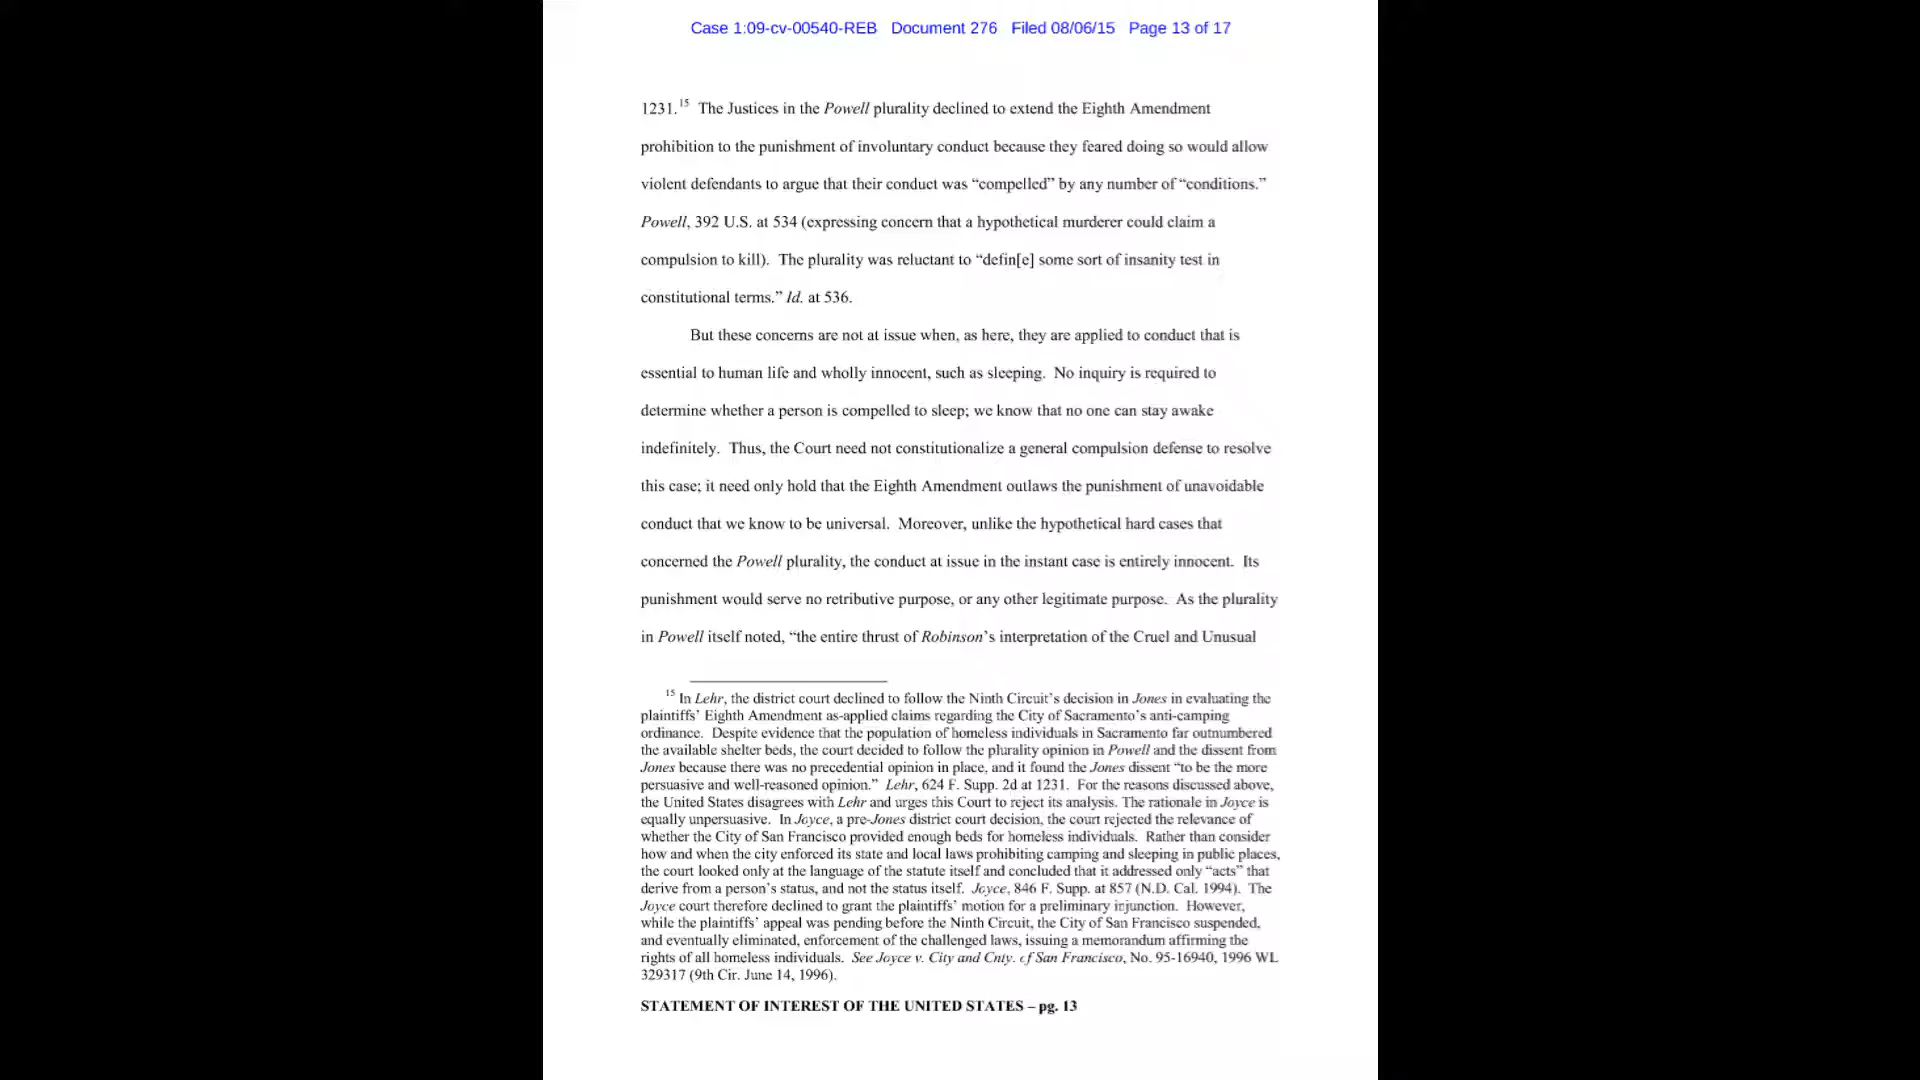 Case 1:09-cv-00540-REB Document 276 Filed 08/06/15 Page 13 of 17
1231.15 The Justices in the Powell plurality declined to extend the Eighth Amendment
prohibition to the punishment of involuntary conduct because they feared doing so would allow
violent defendants to argue that their conduct was “compelled” by any number of “conditions.”
Powell, 392 U.S. at 534 (expressing concern that a hypothetical murderer could claim a
compulsion to kill). The plurality was reluctant to “defin[e] some sort of insanity test in
constitutional terms.” Id. at 536.
But these concerns are not at issue when, as here, they are applied to conduct that is
essential to human life and wholly innocent, such as sleeping. No inquiry is required to
determine whether a person is compelled to sleep; we know that no one can stay awake
indefinitely. Thus, the Court need not constitutionalize a general compulsion defense to resolve
this case; it need only hold that the Eighth Amendment outlaws the punishment of unavoidable
conduct that we know to be universal. Moreover, unlike the hypothetical hard cases that
concerned the Powell plurality, the conduct at issue in the instant case is entirely innocent. Its
punishment would serve no retributive purpose, or any other legitimate purpose. As the plurality
in Powell itself noted, “the entire thrust of Robinson’s interpretation of the Cruel and Unusual
15 In Lehr, the district court declined to follow the Ninth Circuit’s decision in Jones in evaluating the
plaintiffs’ Eighth Amendment as-applied claims regarding the City of Sacramento’s anti-camping
ordinance. Despite evidence that the population of homeless individuals in Sacramento far outnumbered
the available shelter beds, the court decided to follow the plurality opinion in Powell and the dissent from
Jones because there was no precedential opinion in place, and it found the Jones dissent “to be the more
persuasive and well-reasoned opinion.” Lehr, 624 F. Supp. 2d at 1231. For the reasons discussed above,
the United States disagrees with Lehr and urges this Court to reject its analysis. The rationale in Joyce is
equally unpersuasive. In Joyce, a pre-Jones district court decision, the court rejected the relevance of
whether the City of San Francisco provided enough beds for homeless individuals. Rather than consider
how and when the city enforced its state and local laws prohibiting camping and sleeping in public places,
the court looked only at the language of the statute itself and concluded that it addressed only “acts” that
derive from a person’s status, and not the status itself. Joyce, 846 F. Supp. at 857 (N.D. Cal. 1994). The
Joyce court therefore declined to grant the plaintiffs’ motion for a preliminary injunction. However,
while the plaintiffs’ appeal was pending before the Ninth Circuit, the City of San Francisco suspended,
and eventually eliminated, enforcement of the challenged laws, issuing a memorandum affirming the
rights of all homeless individuals. See Joyce v. City and Cnty. of San Francisco, No. 95-16940, 1996 WL
329317 (9th Cir. June 14, 1996).
STATEMENT OF INTEREST OF THE UNITED STATES – pg. 13